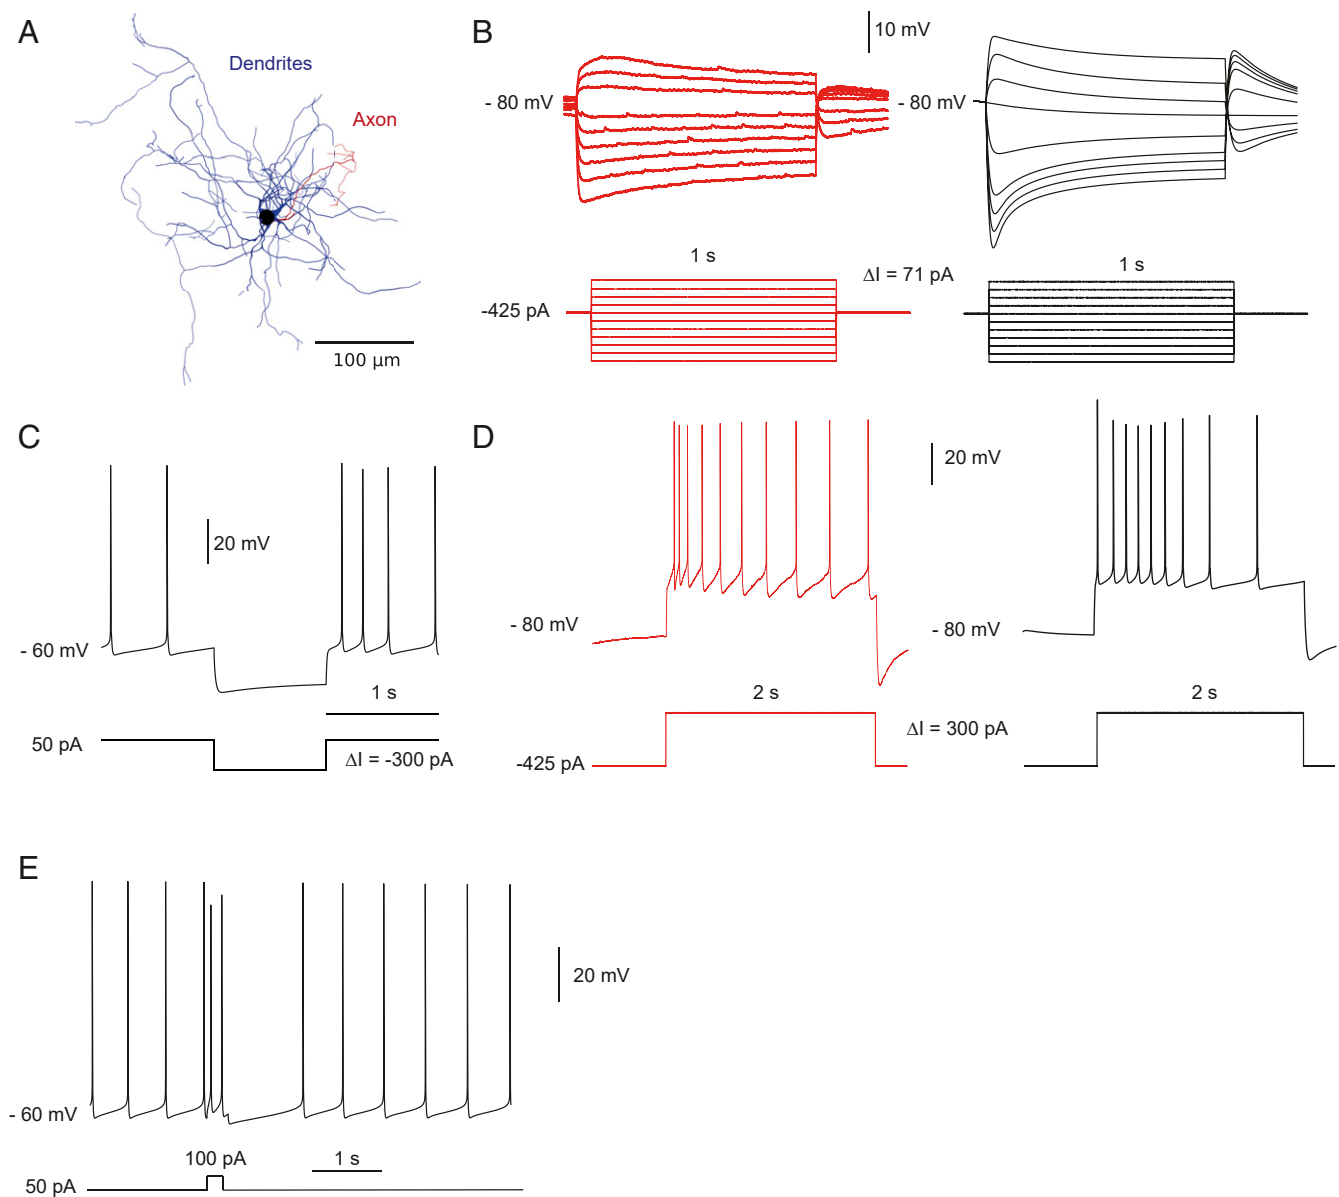 A
Dendrites
Axon
100 µm
B
10 mV
- 80 mV
- 80 mV
1 s
ΔI = 71 pA
1 s
-425 pA
C
20 mV
- 60 mV
1 s
50 pA
ΔI = -300 pA
D
20 mV
- 80 mV
- 80 mV
2 s
2 s
ΔI = 300 pA
-425 pA
E
20 mV
- 60 mV
100 pA
1 s
50 pA